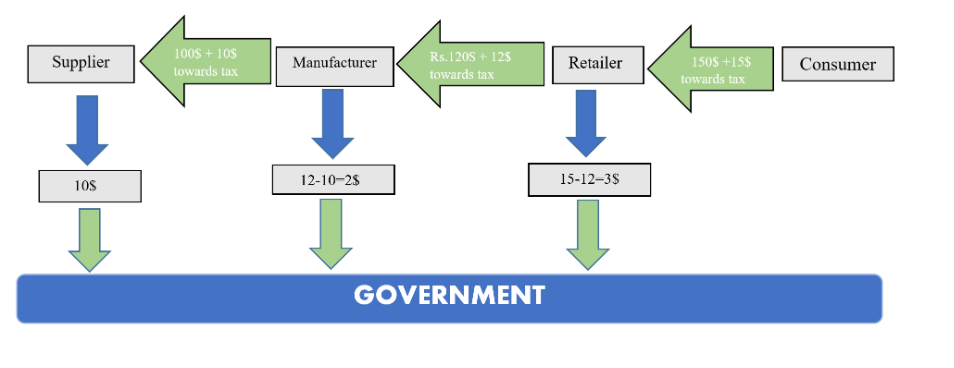 Supplier
100$ + 10$
towards tax
Manufacturer
Rs.120$ + 12$
towards tax
Retailer
150$ +15$
towards tax
Consumer
10$
12-10=2$
15-12=3$
GOVERNMENT